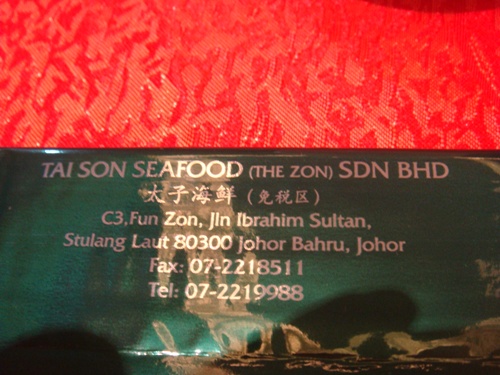 TAI SON SEAFOOD (THE ZON) SDN BHD
太子海鲜 (免税区)
C3,Fun Zon, Jln Ibrahim Sultan,
Stulang Laut 80300 Johor Bahru, Johor
Fax: 07-2218511
Tel: 07-2219988